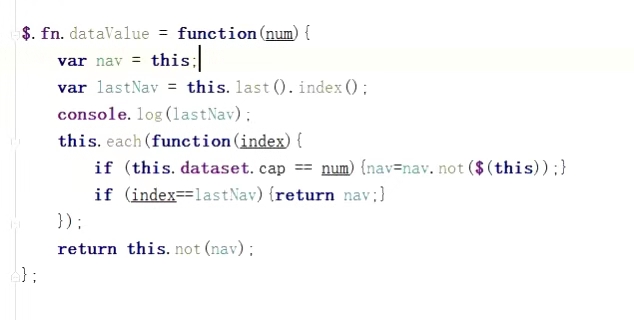 $.fn.dataValue = function(num){
    var nav = this;
    var lastNav = this.last().index();
    console.log(lastNav);
    this.each(function(index){
        if (this.dataset.cap == num){nav=nav.not($(this));}
        if (index==lastNav){return nav;}
    });
    return this.not(nav);
};